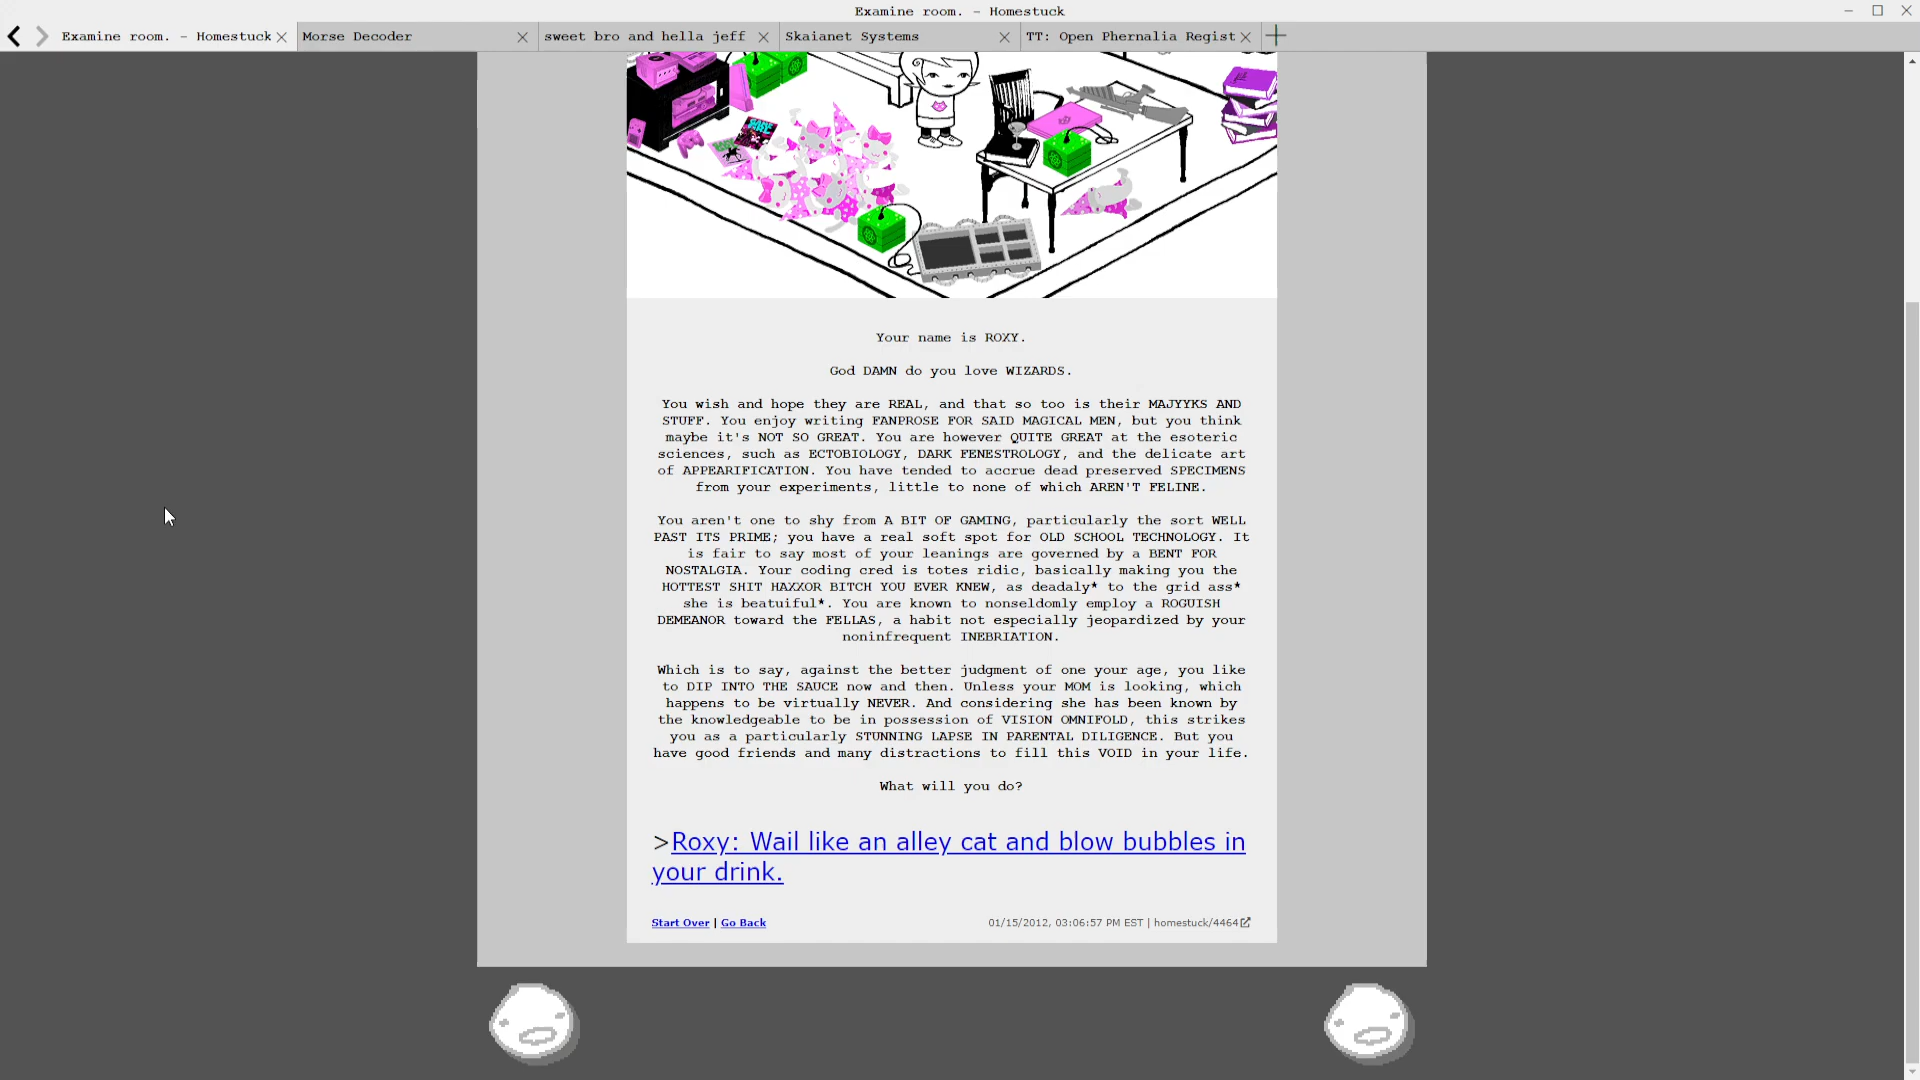 Examine room. - Homestuck
Examine room. - Homestuck
Morse Decoder
sweet bro and hella jeff
Skaianet Systems
TT: Open Phernalia Regist
Your name is ROXY.
God DAMN do you love WIZARDS.
You wish and hope they are REAL, and that so too is their MAJYYKS AND
STUFF. You enjoy writing FANPROSE FOR SAID MAGICAL MEN, but you think
maybe it's NOT SO GREAT. You are however QUITE GREAT at the esoteric
sciences, such as ECTOBIOLOGY, DARK FENESTROLOGY, and the delicate art
of APPEARIFICATION. You have tended to accrue dead preserved SPECIMENS
from your experiments, little to none of which AREN'T FELINE.
You aren't one to shy from A BIT OF GAMING, particularly the sort WELL
PAST ITS PRIME; you have a real soft spot for OLD SCHOOL TECHNOLOGY. It
is fair to say most of your leanings are governed by a BENT FOR
NOSTALGIA. Your coding cred is totes ridic, basically making you the
HOTTEST SHIT HAXXOR BITCH YOU EVER KNEW, as deadaly* to the grid ass*
she is beatuiful*. You are known to nonseldomly employ a ROGUISH
DEMEANOR toward the FELLAS, a habit not especially jeopardized by your
noninfrequent INEBRIATION.
Which is to say, against the better judgment of one your age, you like
to DIP INTO THE SAUCE now and then. Unless your MOM is looking, which
happens to be virtually NEVER. And considering she has been known by
the knowledgeable to be in possession of VISION OMNIFOLD, this strikes
you as a particularly STUNNING LAPSE IN PARENTAL DILIGENCE. But you
have good friends and many distractions to fill this VOID in your life.
What will you do?
>Roxy: Wail like an alley cat and blow bubbles in
your drink.
Start Over | Go Back
01/15/2012, 03:06:57 PM EST | homestuck/4464